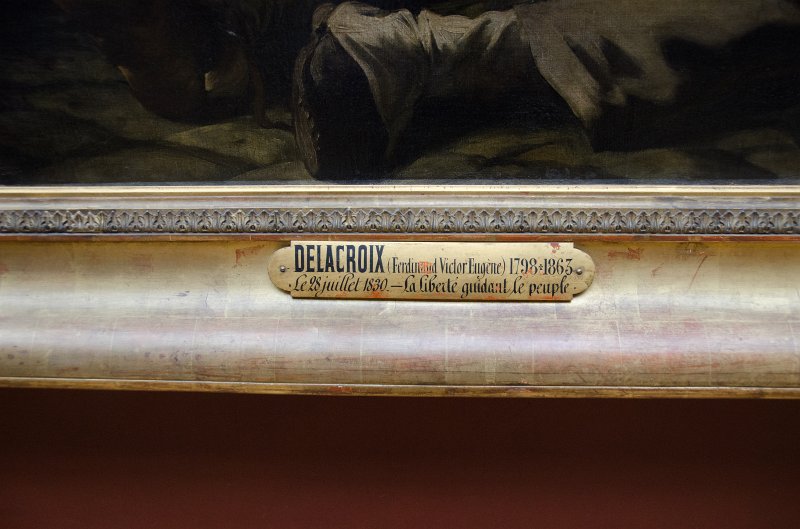 DELACROIX (Ferdinand Victor Eugène) 1798-1863
Le 28 juillet 1830.—La Liberté guidant le peuple